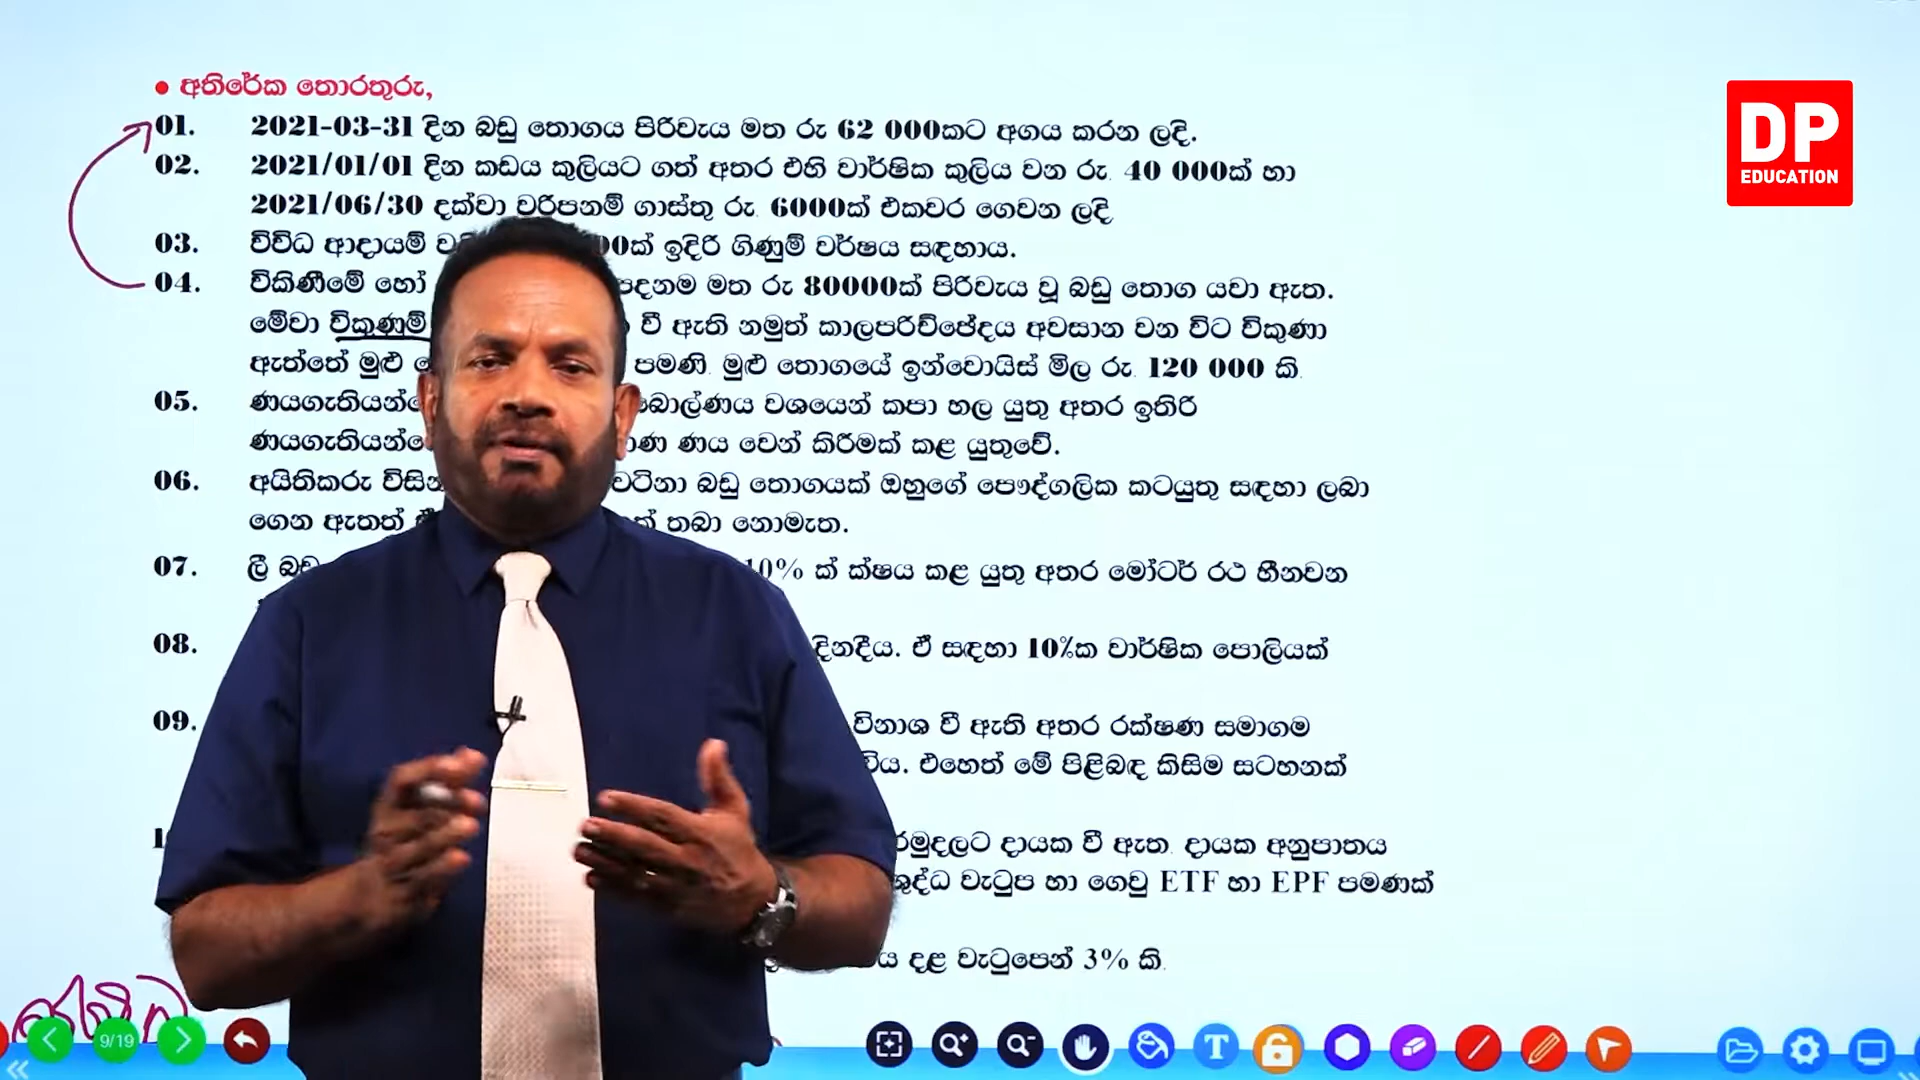 • අතිරේක තොරතුරු,
01. 2021-03-31 දින බඩු තොගය පිරිවැය මත රු 62 000කට අගය කරන ලදි.
02. 2021/01/01 දින කඩය කුලියට ගත් අතර එහි වාර්ෂික කුලිය වන රු. 40 000ක් හා
2021/06/30 දක්වා වරිපනම් ගාස්තු රු. 6000ක් එකවර ගෙවන ලදි.
03. විවිධ ආදායම් 00ක් ඉදිරි ගිණුම් වර්ෂය සඳහාය.
04. විකිණීමේ හෝ පදනම මත රු 80000ක් පිරිවැය වූ බඩු තොග යවා ඇත.
මේවා විකුණුම් වී ඇති නමුත් කාලපරිච්ඡේදය අවසාන වන විට විකුණා
ඇත්තේ මුළු පමණි. මුළු තොගයේ ඉන්වොයිස් මිල රු. 120 000 කි.
05. ණයගැතියන්ගෙ බොල්ණය වශයෙන් කපා හල යුතු අතර ඉතිරි
ණයගැතියන්ගෙ ණය වෙන් කිරීමක් කළ යුතුවේ.
06. අයිතිකරු විසින් වටිනා බඩු තොගයක් ඔහුගේ පෞද්ගලික කටයුතු සඳහා ලබා
ගෙන ඇතත් තබා නොමැත.
07. ලී 10% ක් ක්ෂය කළ යුතු අතර මෝටර් රථ හීනවන
08. දිනදීය. ඒ සඳහා 10%ක වාර්ෂික පොලියක්
09. විනාශ වී ඇති අතර රක්ෂණ සමාගම
විය. එහෙත් මේ පිළිබඳ කිසිම සටහනක්
දායක වී ඇත. දායක අනුපාතය
ශුද්ධ වැටුප හා ගෙවූ ETF හා EPF පමණක්
දළ වැටුපෙන් 3% කි.
DP
EDUCATION
9/19
T